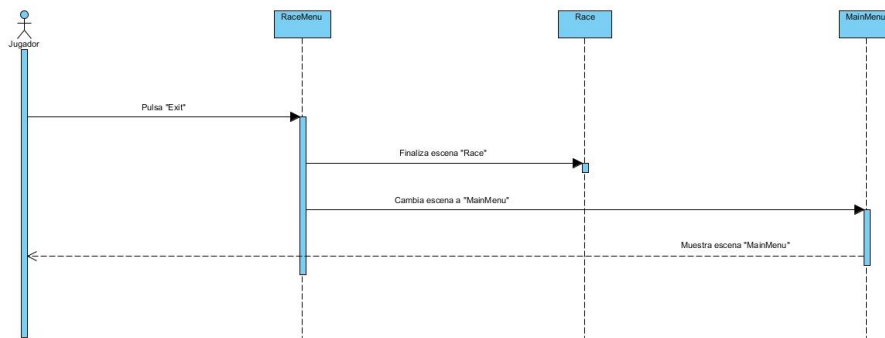 RaceMenu
Race
MainMenu
Jugador
Pulsa "Exit"
Finaliza escena "Race"
Cambia escena a "MainMenu"
Muestra escena "MainMenu"